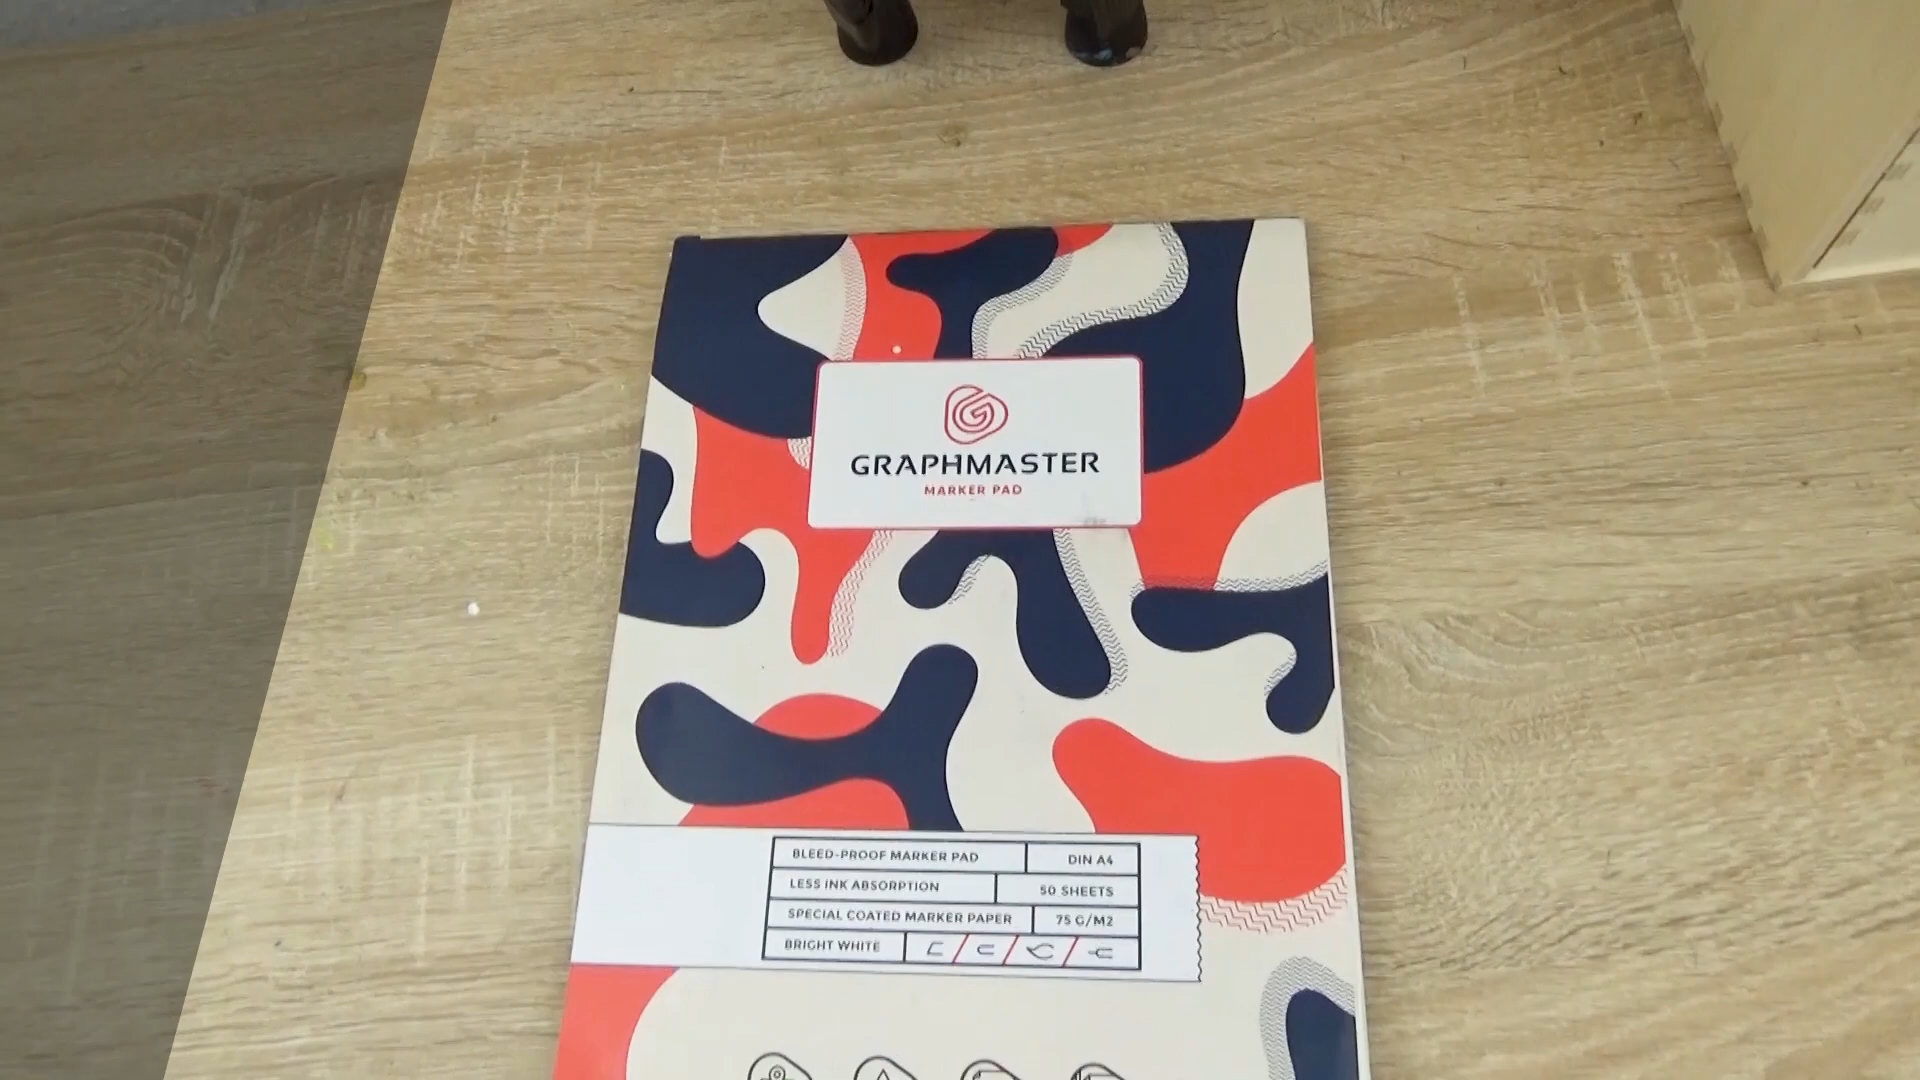 GRAPHMASTER
MARKER PAD
BLEED-PROOF MARKER PAD DIN A4
LESS INK ABSORPTION 50 SHEETS
SPECIAL COATED MARKER PAPER 75 G/M2
BRIGHT WHITE